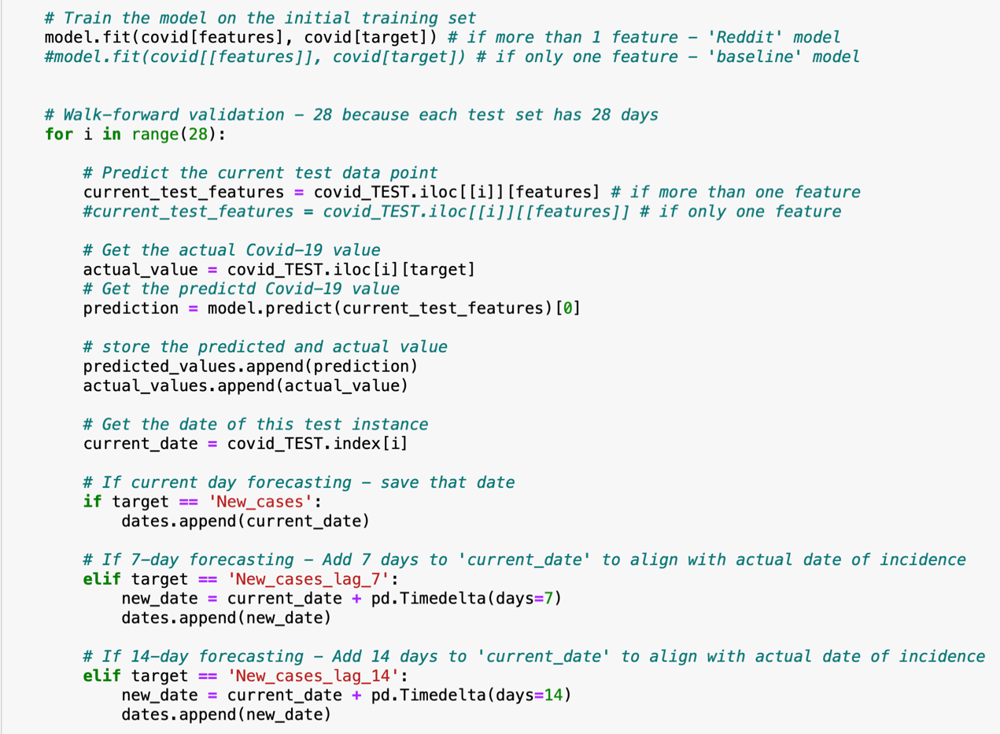 # Train the model on the initial training set
model.fit(covid[features], covid[target]) # if more than 1 feature – 'Reddit' model
#model.fit(covid[[features]], covid[target]) # if only one feature – 'baseline' model
# Walk-forward validation – 28 because each test set has 28 days
for i in range(28):
# Predict the current test data point
current_test_features = covid_TEST.iloc[[i]][features] # if more than one feature
#current_test_features = covid_TEST.iloc[[i]][[features]] # if only one feature
# Get the actual Covid-19 value
actual_value = covid_TEST.iloc[i][target]
# Get the predictd Covid-19 value
prediction = model.predict(current_test_features)[0]
# store the predicted and actual value
predicted_values.append(prediction)
actual_values.append(actual_value)
# Get the date of this test instance
current_date = covid_TEST.index[i]
# If current day forecasting – save that date
if target == 'New_cases':
dates.append(current_date)
# If 7-day forecasting – Add 7 days to 'current_date' to align with actual date of incidence
elif target == 'New_cases_lag_7':
new_date = current_date + pd.Timedelta(days=7)
dates.append(new_date)
# If 14-day forecasting – Add 14 days to 'current_date' to align with actual date of incidence
elif target == 'New_cases_lag_14':
new_date = current_date + pd.Timedelta(days=14)
dates.append(new_date)